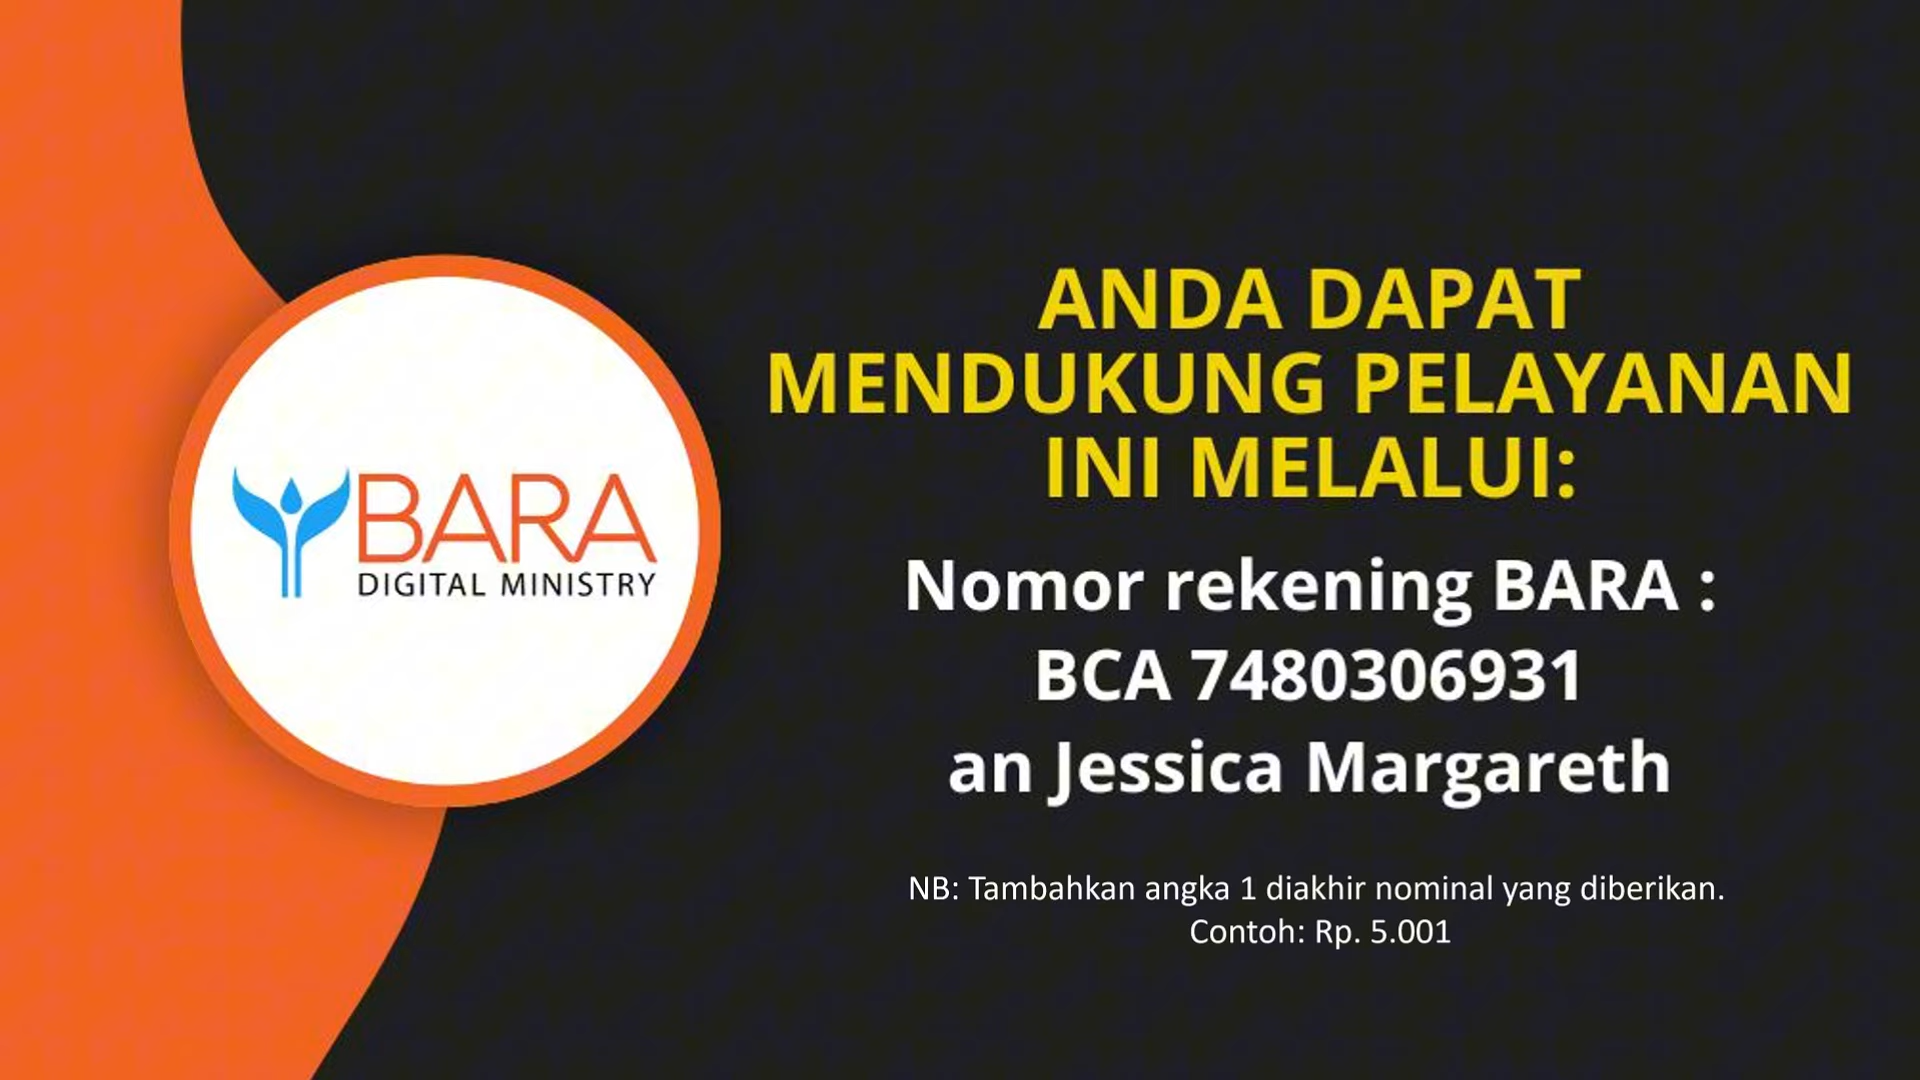 BARA
DIGITAL MINISTRY
ANDA DAPAT
MENDUKUNG PELAYANAN
INI MELALUI:
Nomor rekening BARA :
BCA 7480306931
an Jessica Margareth
NB: Tambahkan angka 1 diakhir nominal yang diberikan.
Contoh: Rp. 5.001